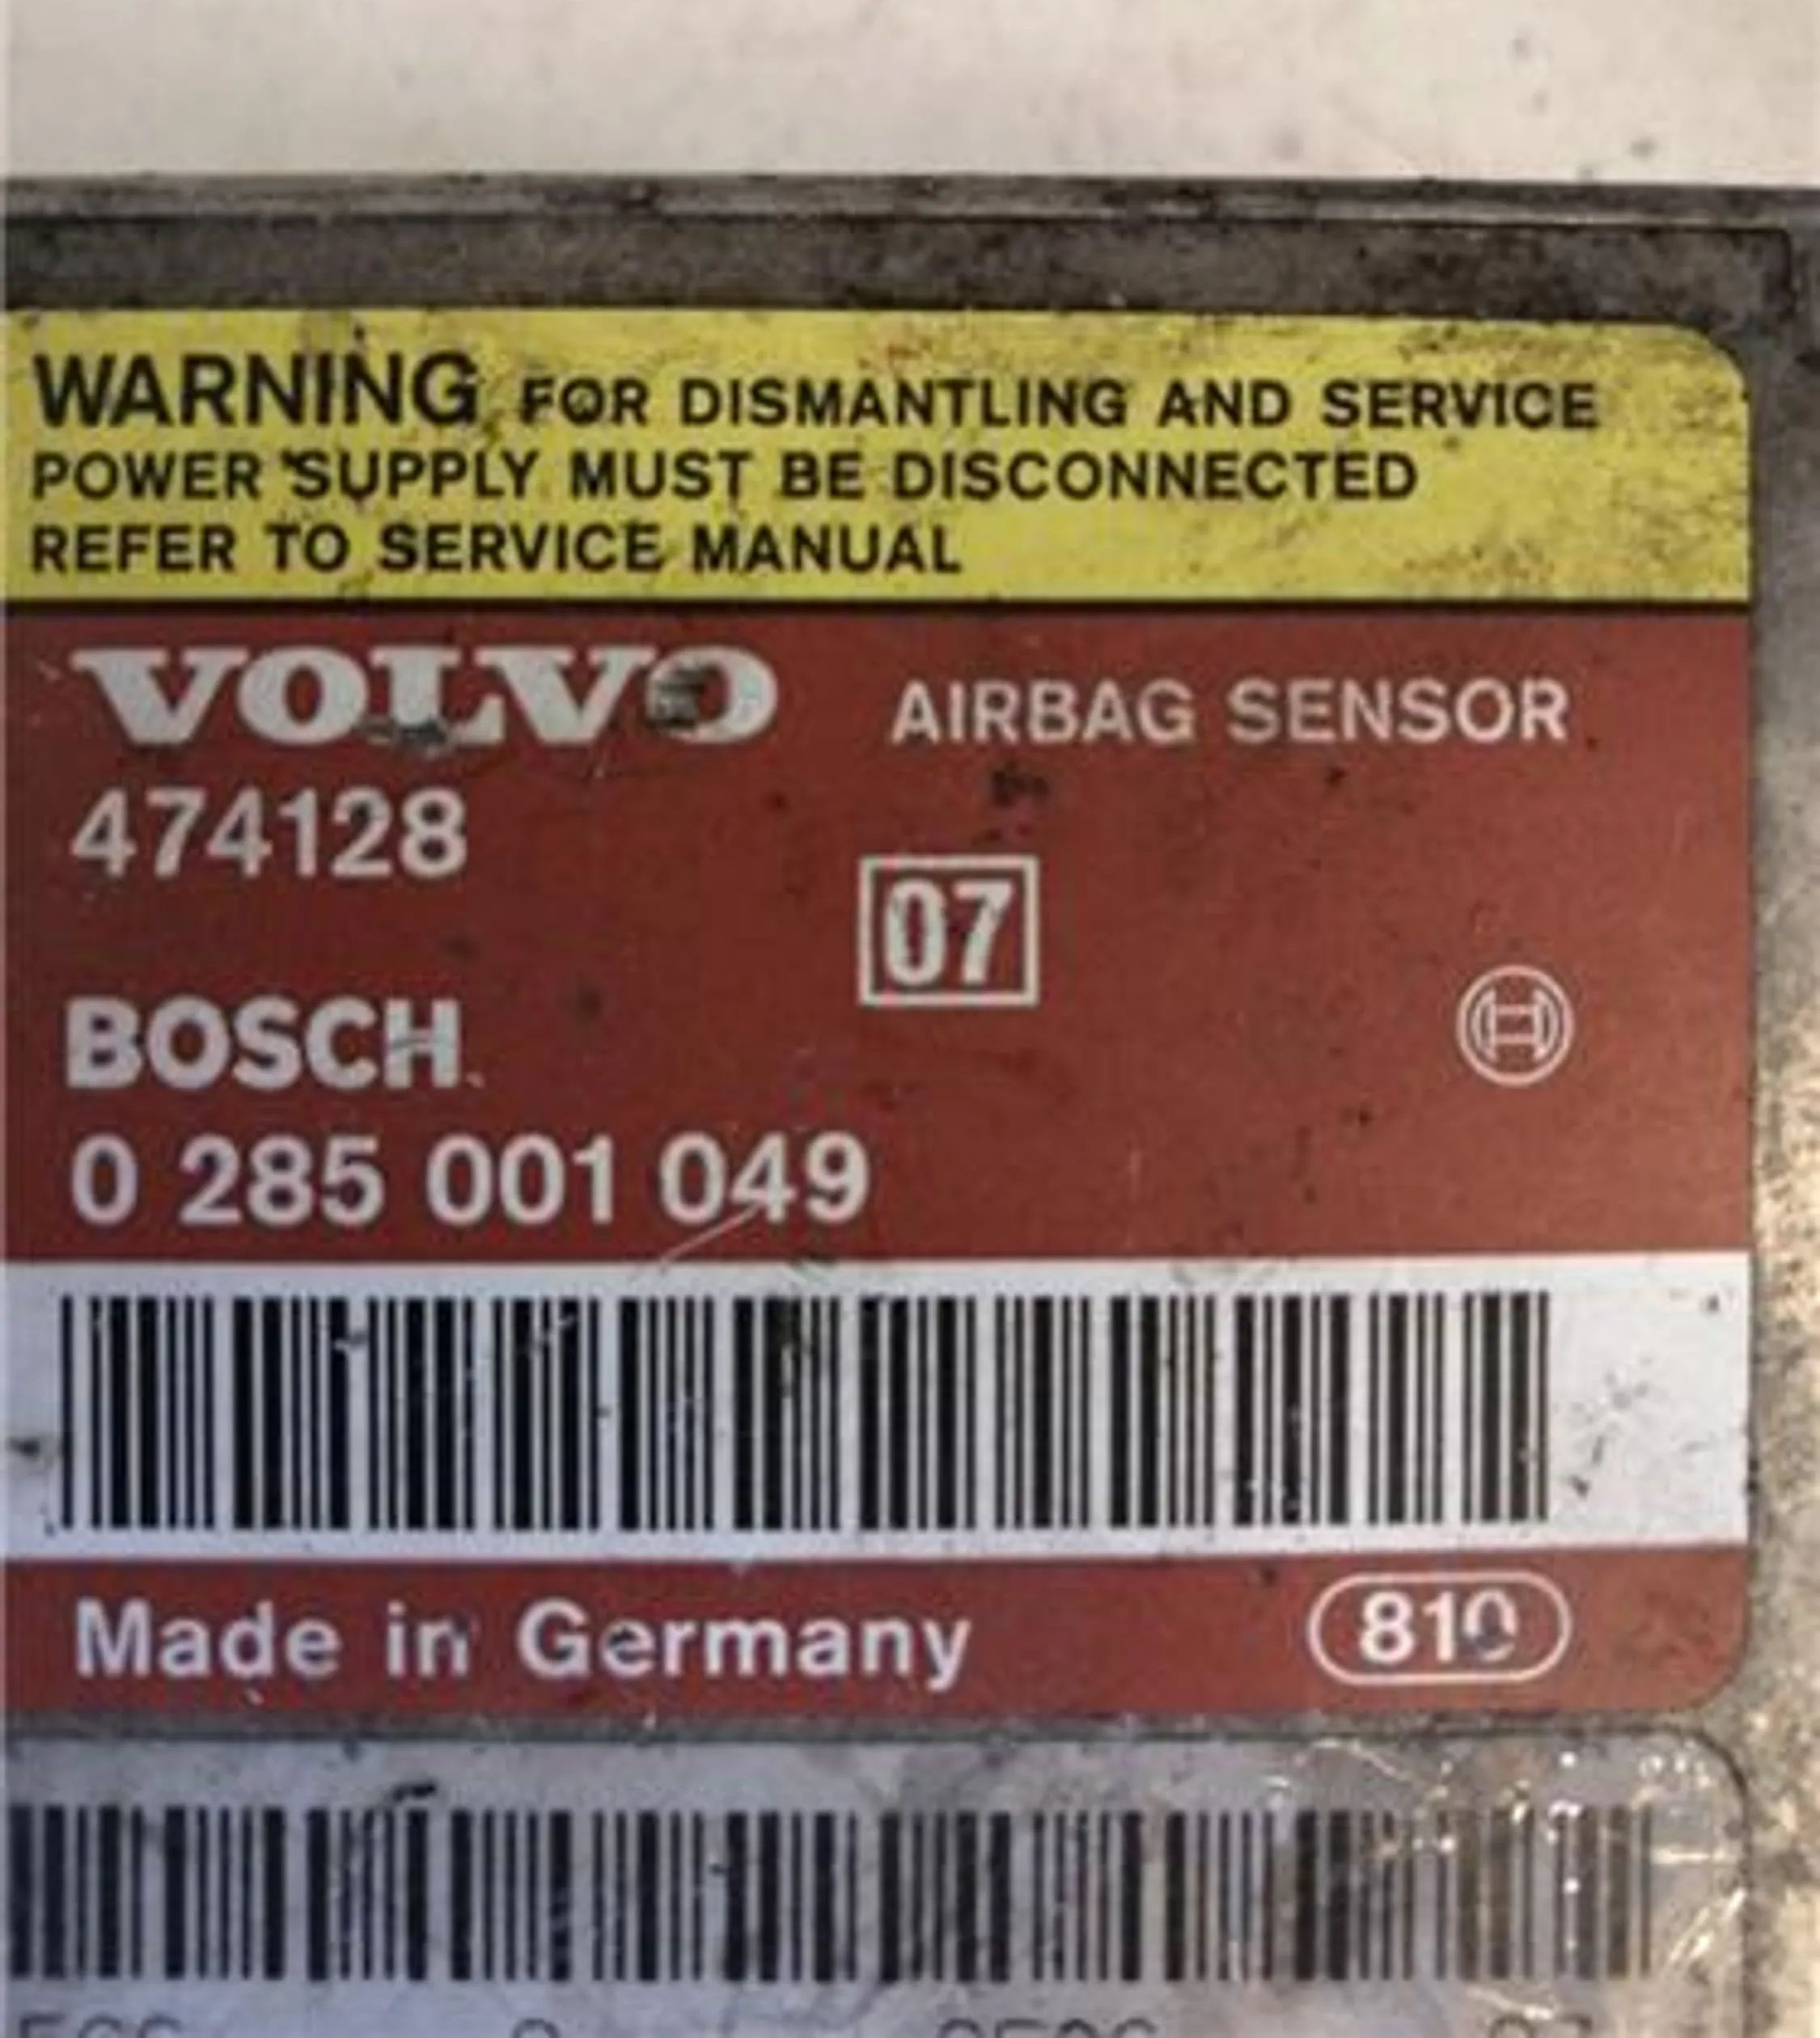 WARNING FOR DISMANTLING AND SERVICE
POWER SUPPLY MUST BE DISCONNECTED
REFER TO SERVICE MANUAL
VOLVO AIRBAG SENSOR
474128
07
BOSCH
0 285 001 049
Made in Germany 810